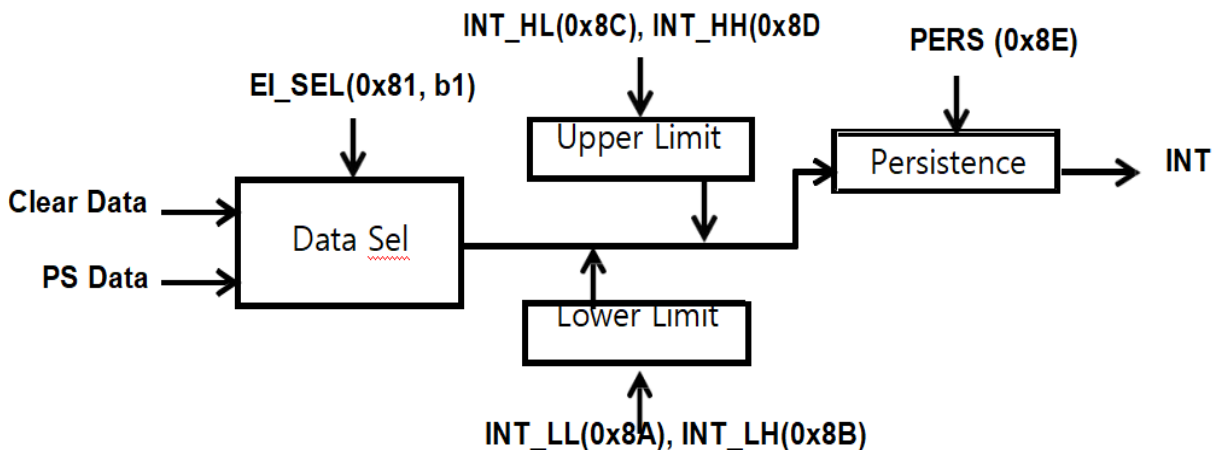 INT_HL(0x8C), INT_HH(0x8D
PERS (0x8E)
EI_SEL(0x81, b1)
Upper Limit
Persistence
INT
Clear Data
Data Sel
PS Data
Lower Limit
INT_LL(0x8A), INT_LH(0x8B)